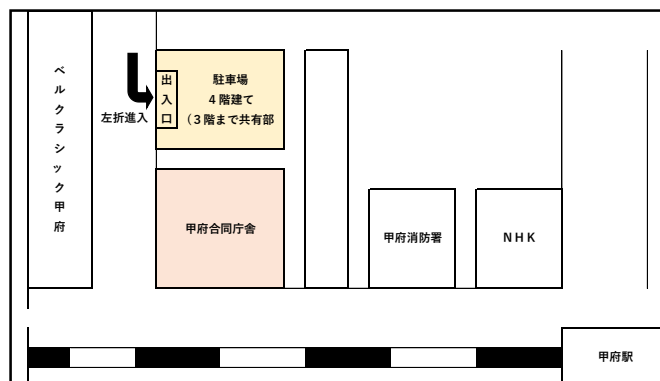 ベルクラシック甲府
出入口
駐車場
４階建て
（３階まで共有部
左折進入
甲府合同庁舎
甲府消防署
ＮＨＫ
甲府駅